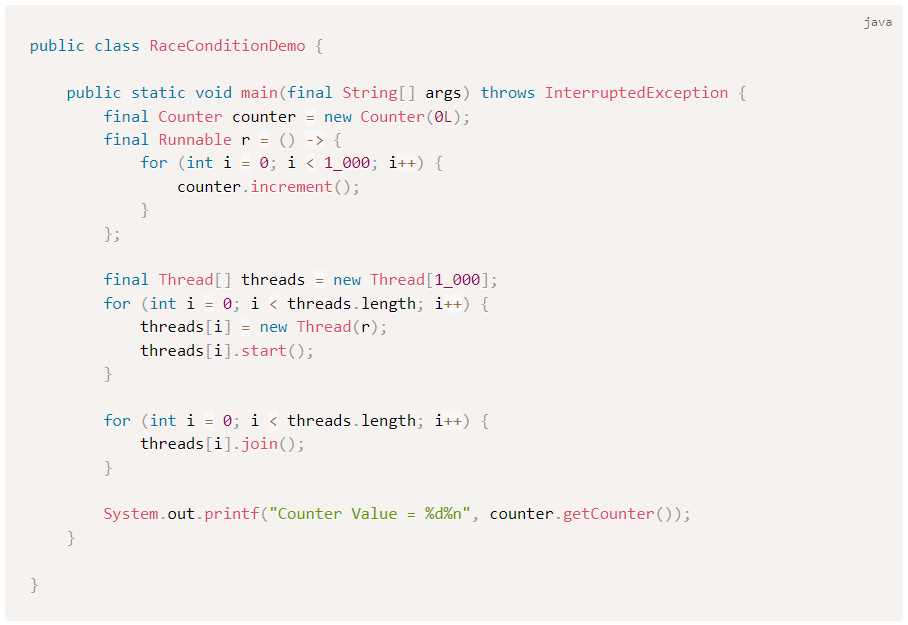 java
public class RaceConditionDemo {
    public static void main(final String[] args) throws InterruptedException {
        final Counter counter = new Counter(0L);
        final Runnable r = () -> {
            for (int i = 0; i < 1_000; i++) {
                counter.increment();
            }
        };
        final Thread[] threads = new Thread[1_000];
        for (int i = 0; i < threads.length; i++) {
            threads[i] = new Thread(r);
            threads[i].start();
        }
        for (int i = 0; i < threads.length; i++) {
            threads[i].join();
        }
        System.out.printf("Counter Value = %d%n", counter.getCounter());
    }
}